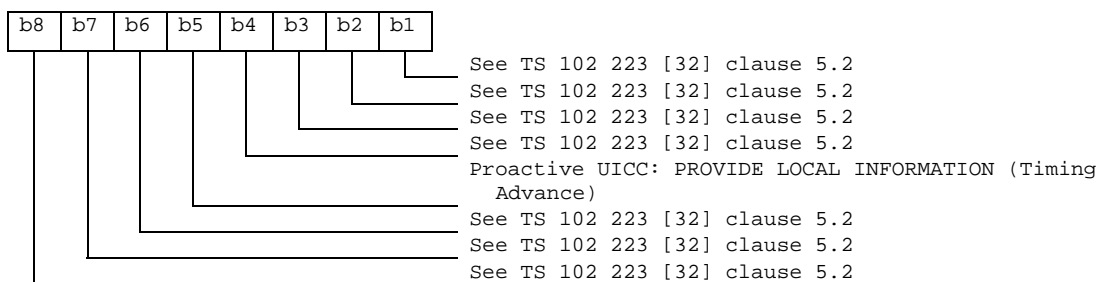 b8 b7 b6 b5 b4 b3 b2 b1
See TS 102 223 [32] clause 5.2
See TS 102 223 [32] clause 5.2
See TS 102 223 [32] clause 5.2
See TS 102 223 [32] clause 5.2
Proactive UICC: PROVIDE LOCAL INFORMATION (Timing
Advance)
See TS 102 223 [32] clause 5.2
See TS 102 223 [32] clause 5.2
See TS 102 223 [32] clause 5.2